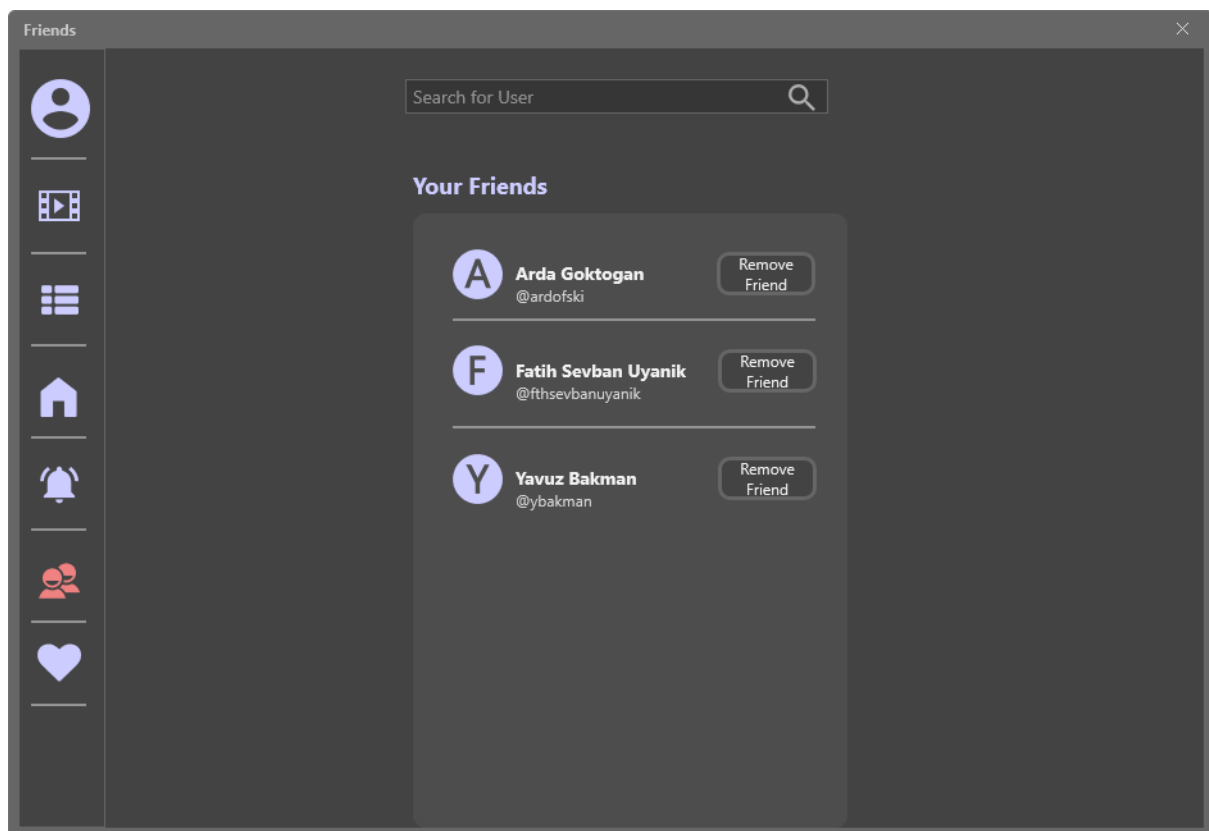 Friends
Search for User
Your Friends
A
Arda Goktogan
@ardofski
Remove
Friend
F
Fatih Sevban Uyanik
@fthsevbanuyanik
Remove
Friend
Y
Yavuz Bakman
@ybakman
Remove
Friend